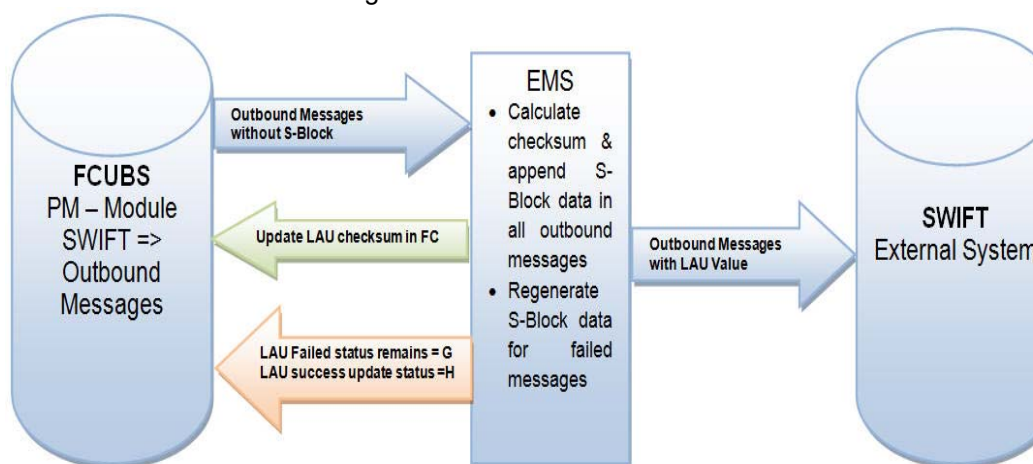 FCUBS
PM – Module
SWIFT =>
Outbound
Messages
Outbound Messages
without S-Block
Update LAU checksum in FC
LAU Failed status remains = G
LAU success update status =H
EMS
• Calculate
checksum &
append S-
Block data in
all outbound
messages
• Regenerate
S-Block data
for failed
messages
Outbound Messages
with LAU Value
SWIFT
External System